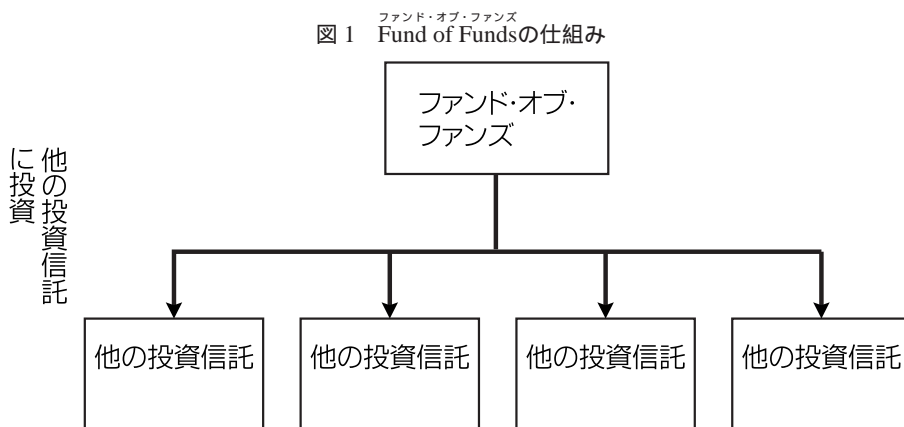 ファンド・オブ・ファンズ
図1 Fund of Fundsの仕組み
ファンド・オブ・
ファンズ
他の投資信託
に投資
他の投資信託
他の投資信託
他の投資信託
他の投資信託